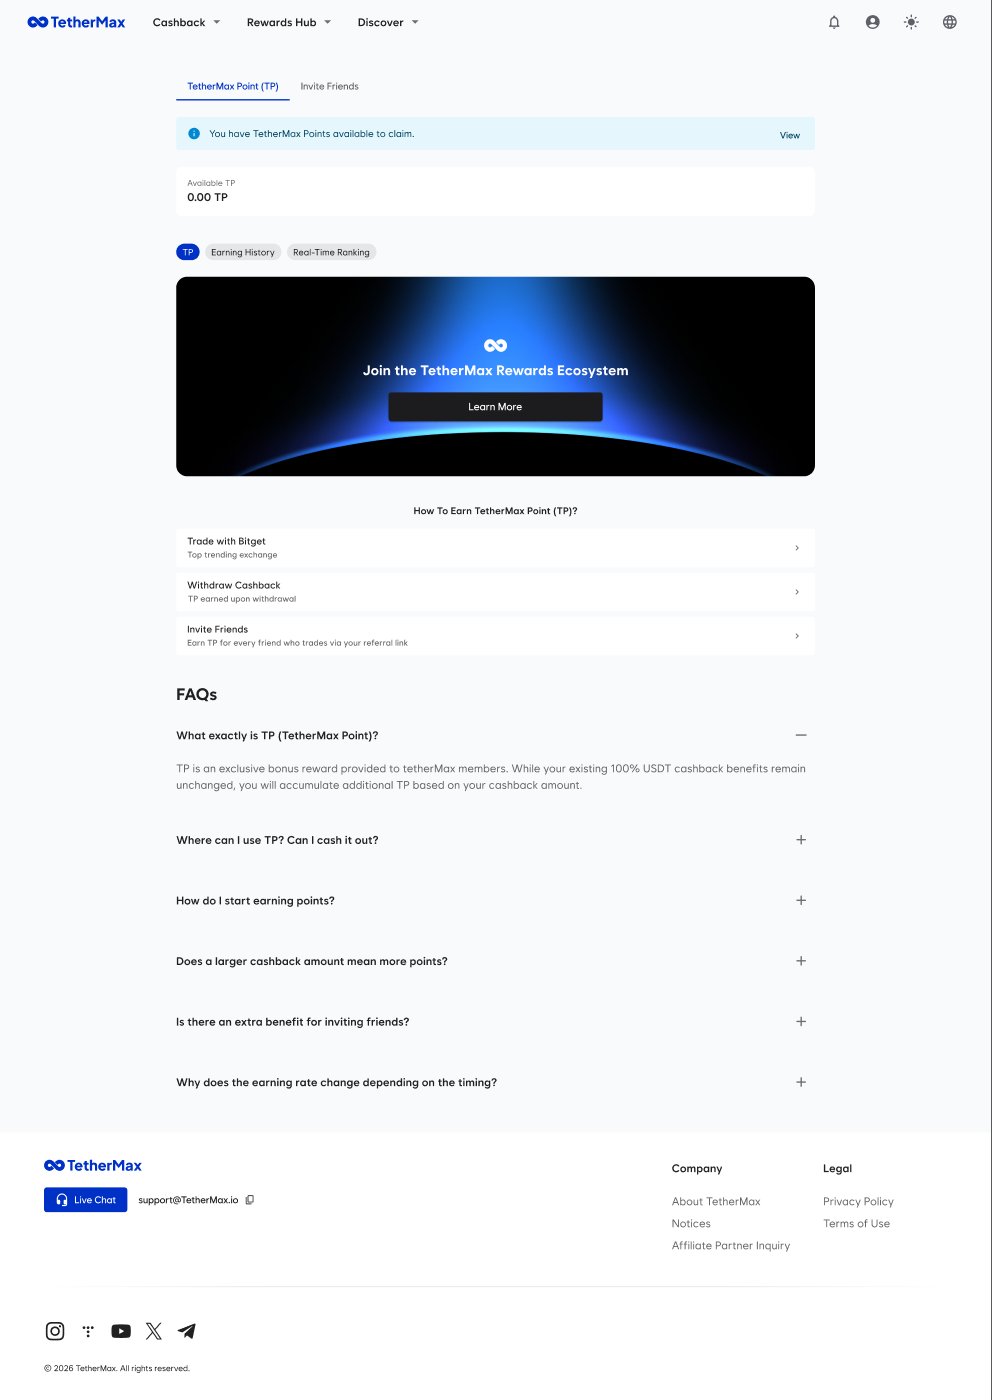 TetherMax
Cashback
Rewards Hub
Discover
TetherMax Point (TP)
Invite Friends
You have TetherMax Points available to claim.
View
Available TP
0.00 TP
TP
Earning History
Real-Time Ranking
Join the TetherMax Rewards Ecosystem
Learn More
How To Earn TetherMax Point (TP)?
Trade with Bitget
Top trending exchange
Withdraw Cashback
TP earned upon withdrawal
Invite Friends
Earn TP for every friend who trades via your referral link
FAQs
What exactly is TP (TetherMax Point)?
TP is an exclusive bonus reward provided to tetherMax members. While your existing 100% USDT cashback benefits remain
unchanged, you will accumulate additional TP based on your cashback amount.
Where can I use TP? Can I cash it out?
How do I start earning points?
Does a larger cashback amount mean more points?
Is there an extra benefit for inviting friends?
Why does the earning rate change depending on the timing?
TetherMax
Live Chat
support@TetherMax.io
Company
About TetherMax
Notices
Affiliate Partner Inquiry
Legal
Privacy Policy
Terms of Use
© 2026 TetherMax. All rights reserved.